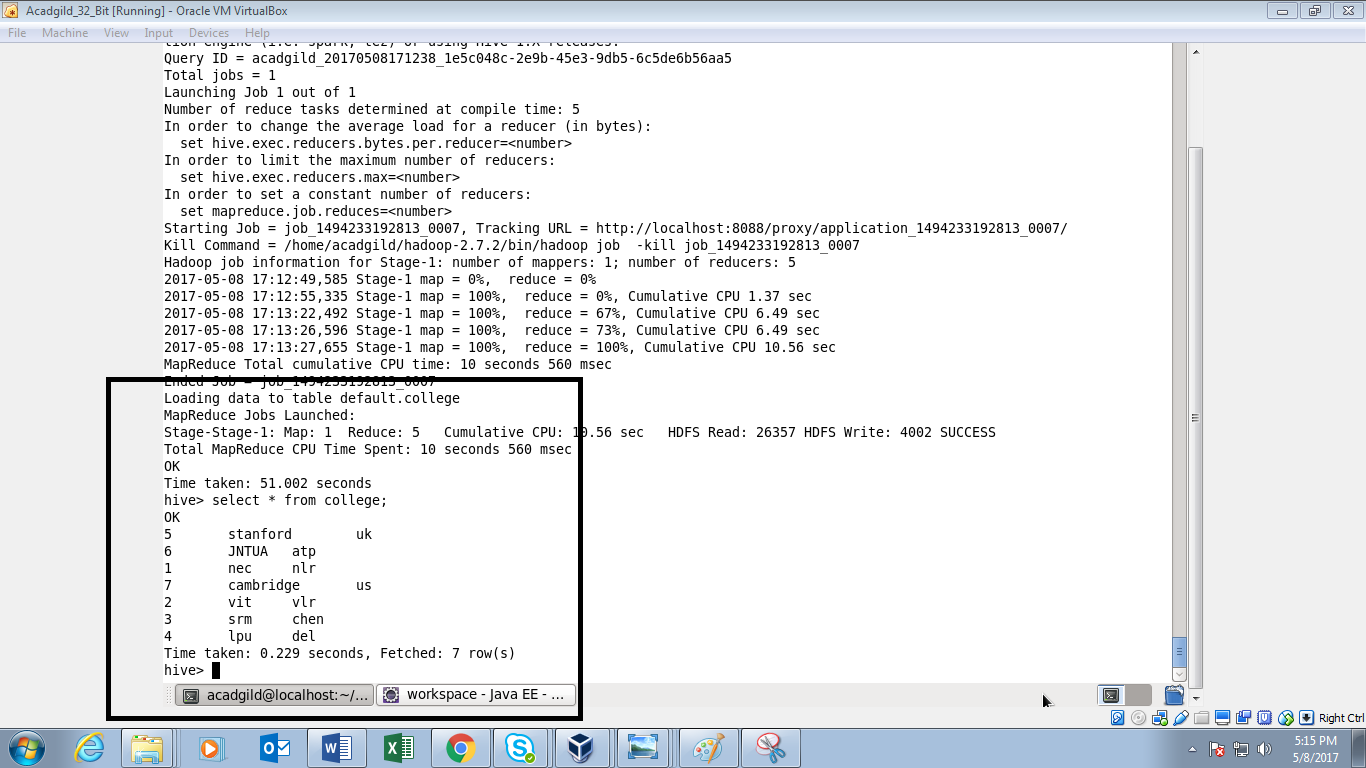 Acadgild_32_Bit [Running] - Oracle VM VirtualBox
File Machine View Input Devices Help
tion engine (i.e. spark, tez) or using Hive 1.X releases.
Query ID = acadgild_20170508171238_1e5c048c-2e9b-45e3-9db5-6c5de6b56aa5
Total jobs = 1
Launching Job 1 out of 1
Number of reduce tasks determined at compile time: 5
In order to change the average load for a reducer (in bytes):
set hive.exec.reducers.bytes.per.reducer=<number>
In order to limit the maximum number of reducers:
set hive.exec.reducers.max=<number>
In order to set a constant number of reducers:
set mapreduce.job.reduces=<number>
Starting Job = job_1494233192813_0007, Tracking URL = http://localhost:8088/proxy/application_1494233192813_0007/
Kill Command = /home/acadgild/hadoop-2.7.2/bin/hadoop job  -kill job_1494233192813_0007
Hadoop job information for Stage-1: number of mappers: 1; number of reducers: 5
2017-05-08 17:12:49,585 Stage-1 map = 0%,  reduce = 0%
2017-05-08 17:12:55,335 Stage-1 map = 100%,  reduce = 0%, Cumulative CPU 1.37 sec
2017-05-08 17:13:22,492 Stage-1 map = 100%,  reduce = 67%, Cumulative CPU 6.49 sec
2017-05-08 17:13:26,596 Stage-1 map = 100%,  reduce = 73%, Cumulative CPU 6.49 sec
2017-05-08 17:13:27,655 Stage-1 map = 100%,  reduce = 100%, Cumulative CPU 10.56 sec
MapReduce Total cumulative CPU time: 10 seconds 560 msec
Ended Job = job_1494233192813_0007
Loading data to table default.college
MapReduce Jobs Launched:
Stage-Stage-1: Map: 1  Reduce: 5   Cumulative CPU: 10.56 sec   HDFS Read: 26357 HDFS Write: 4002 SUCCESS
Total MapReduce CPU Time Spent: 10 seconds 560 msec
OK
Time taken: 51.002 seconds
hive> select * from college;
OK
5 stanford uk
6 JNTUA atp
1 nec nlr
7 cambridge us
2 vit vlr
3 srm chen
4 lpu del
Time taken: 0.229 seconds, Fetched: 7 row(s)
hive>
acadgild@localhost:~/... workspace - Java EE - ...
Right Ctrl
5:15 PM
5/8/2017